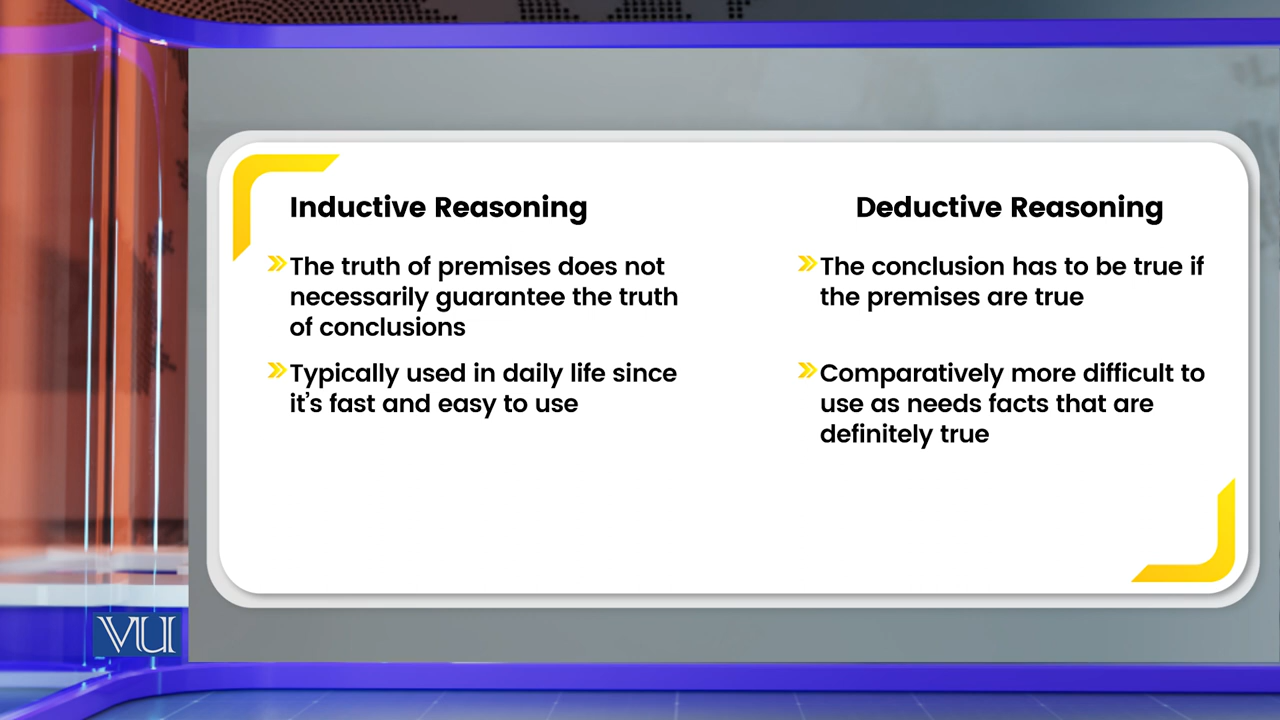 Inductive Reasoning
The truth of premises does not
necessarily guarantee the truth
of conclusions
Typically used in daily life since
it's fast and easy to use
Deductive Reasoning
The conclusion has to be true if
the premises are true
Comparatively more difficult to
use as needs facts that are
definitely true
VU